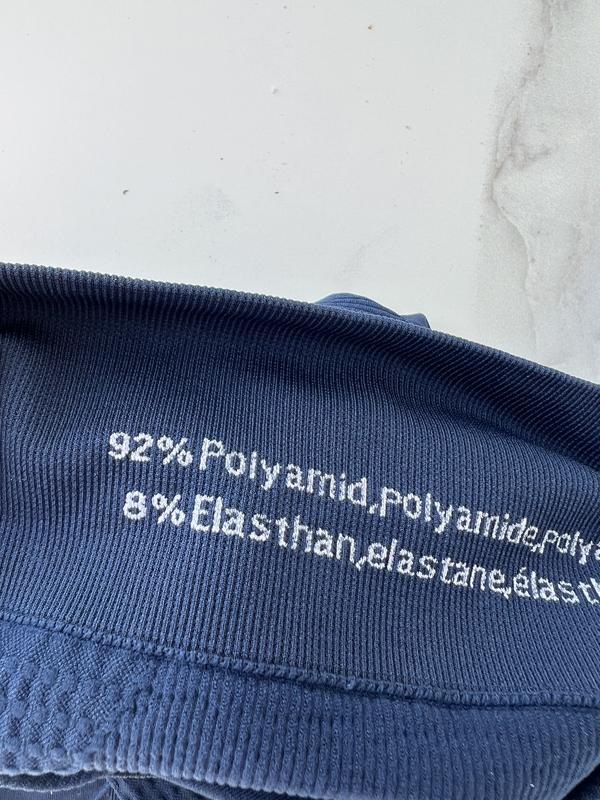 92% Polyamid, Polyamide,
8% Elasthan, elastane,